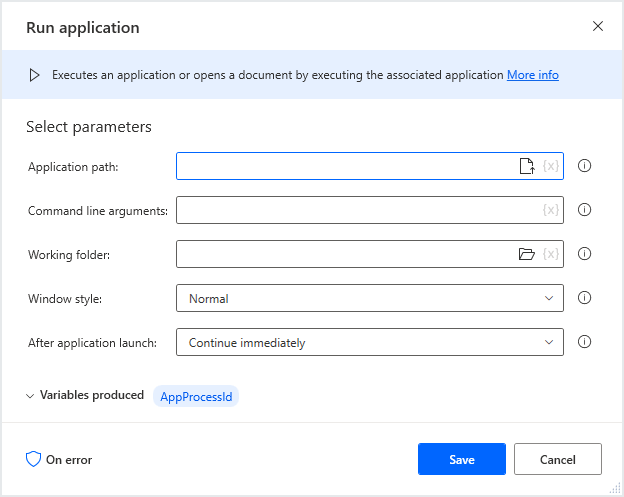 Run application
Executes an application or opens a document by executing the associated application More info
Select parameters
Application path: {x}
Command line arguments: {x}
Working folder: {x}
Window style: Normal
After application launch: Continue immediately
Variables produced AppProcessId
On error Save Cancel